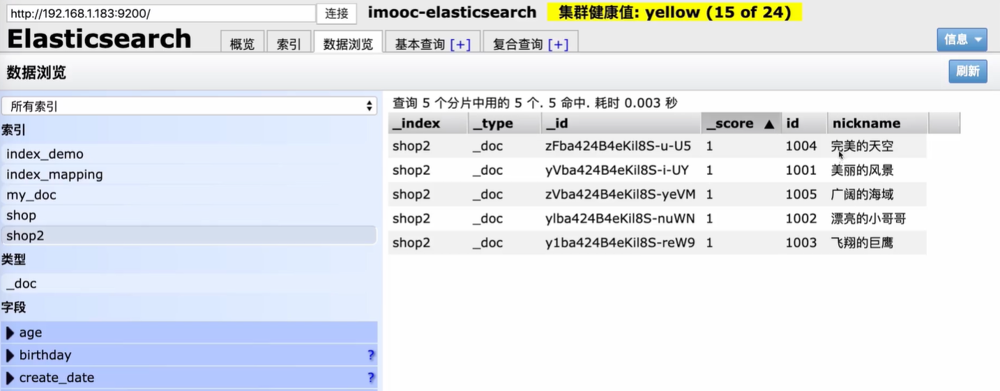 http://192.168.1.183:9200/ 连接 imooc-elasticsearch 集群健康值: yellow (15 of 24)
Elasticsearch 概览 索引 数据浏览 基本查询 [+] 复合查询 [+] 信息
数据浏览 刷新
所有索引
索引
index_demo
index_mapping
my_doc
shop
shop2
类型
_doc
字段
age
birthday ?
create_date ?
查询 5 个分片中用的 5 个. 5 命中. 耗时 0.003 秒
_index _type _id _score ▲ id nickname
shop2 _doc zFba424B4eKil8S-u-U5 1 1004 完美的天空
shop2 _doc yVba424B4eKil8S-i-UY 1 1001 美丽的风景
shop2 _doc zVba424B4eKil8S-yeVM 1 1005 广阔的海域
shop2 _doc ylba424B4eKil8S-nuWN 1 1002 漂亮的小哥哥
shop2 _doc y1ba424B4eKil8S-reW9 1 1003 飞翔的巨鹰